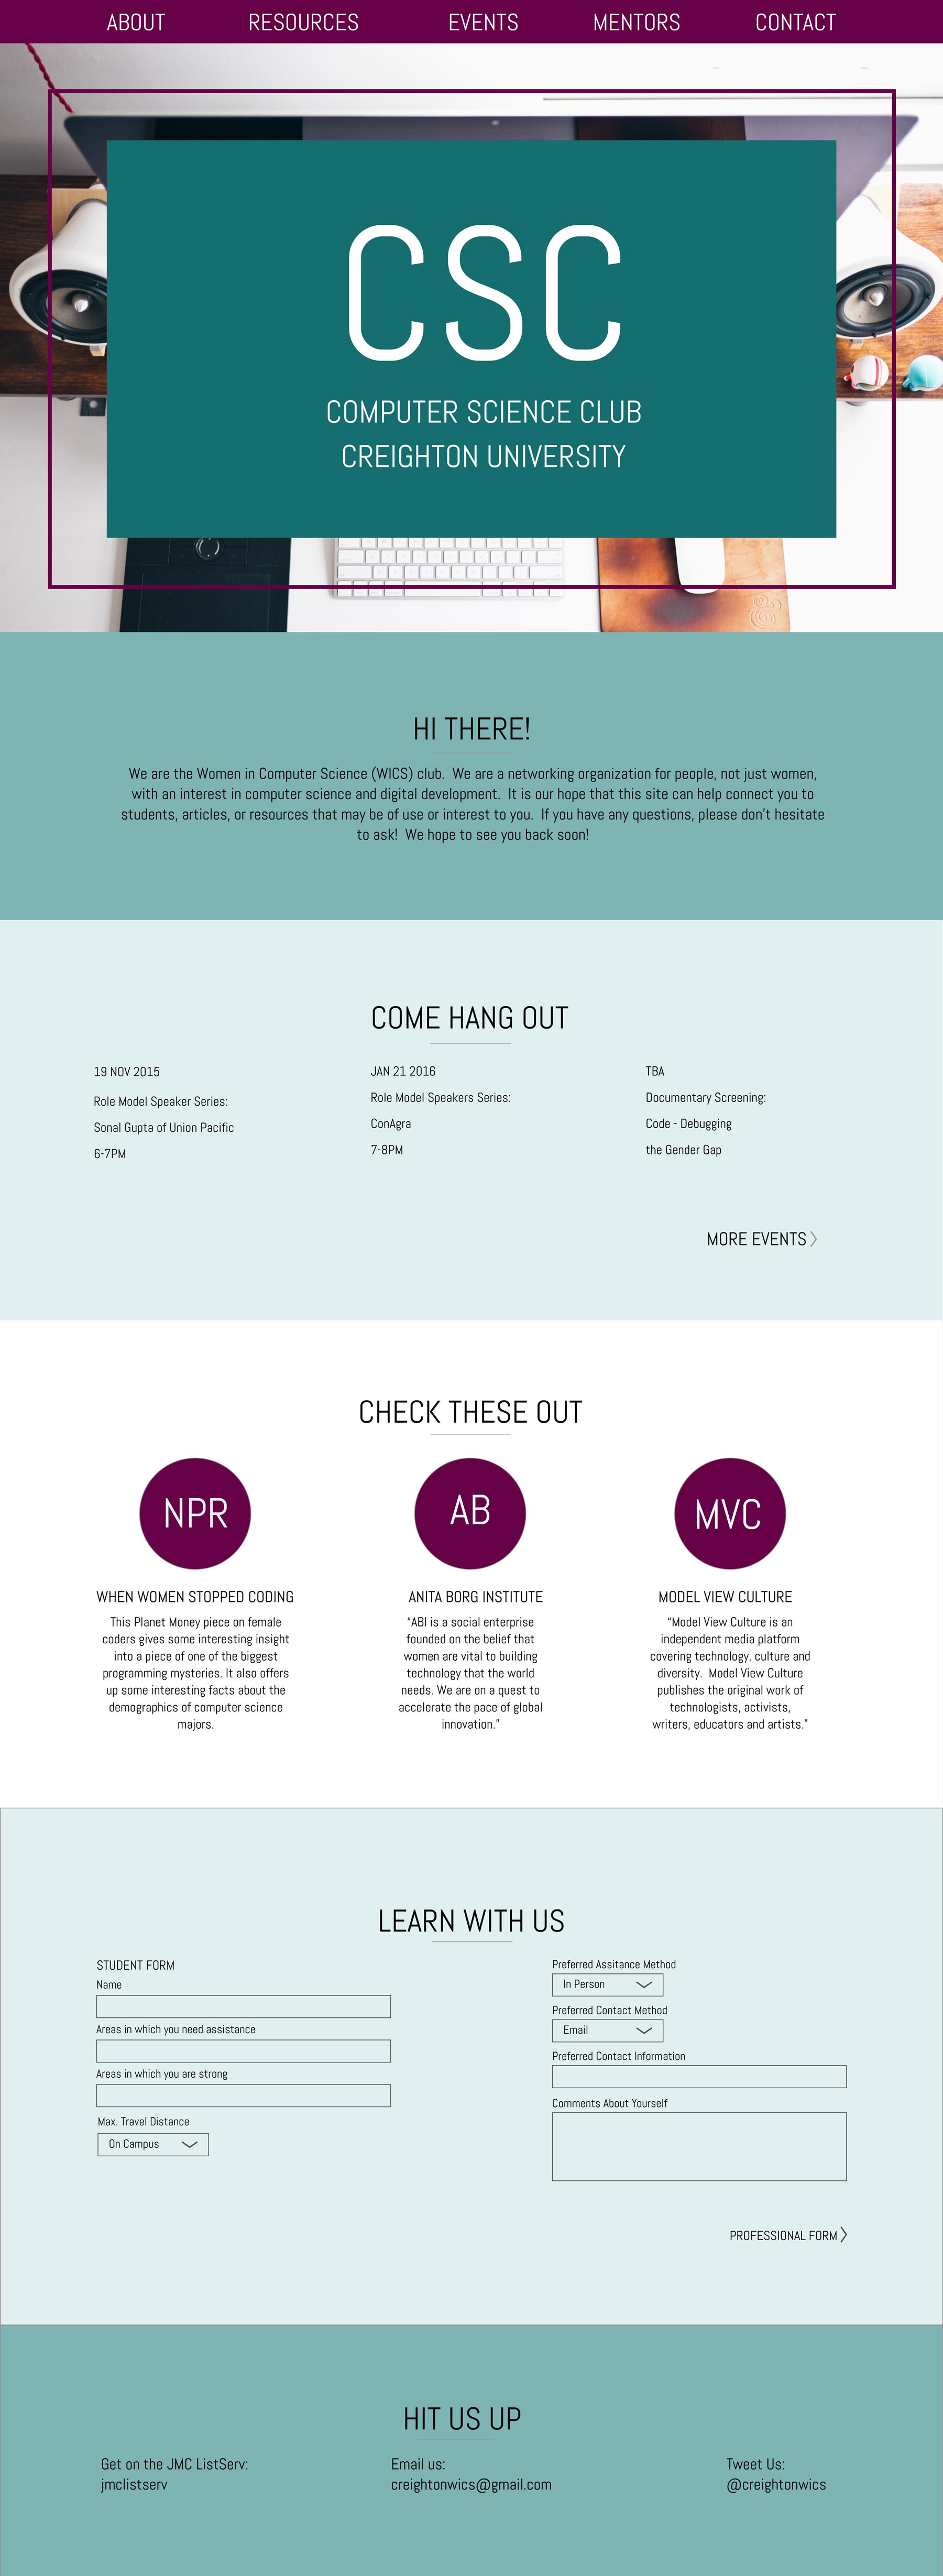 ABOUT RESOURCES EVENTS MENTORS CONTACT
CSC
COMPUTER SCIENCE CLUB
CREIGHTON UNIVERSITY
HI THERE!
We are the Women in Computer Science (WICS) club. We are a networking organization for people, not just women,
with an interest in computer science and digital development. It is our hope that this site can help connect you to
students, articles, or resources that may be of use or interest to you. If you have any questions, please don't hesitate
to ask! We hope to see you back soon!
COME HANG OUT
19 NOV 2015
Role Model Speaker Series:
Sonal Gupta of Union Pacific
6-7PM
JAN 21 2016
Role Model Speakers Series:
ConAgra
7-8PM
TBA
Documentary Screening:
Code - Debugging
the Gender Gap
MORE EVENTS
CHECK THESE OUT
NPR
WHEN WOMEN STOPPED CODING
This Planet Money piece on female
coders gives some interesting insight
into a piece of one of the biggest
programming mysteries. It also offers
up some interesting facts about the
demographics of computer science
majors.
AB
ANITA BORG INSTITUTE
“ABI is a social enterprise
founded on the belief that
women are vital to building
technology that the world
needs. We are on a quest to
accelerate the pace of global
innovation.”
MVC
MODEL VIEW CULTURE
“Model View Culture is an
independent media platform
covering technology, culture and
diversity. Model View Culture
publishes the original work of
technologists, activists,
writers, educators and artists.”
LEARN WITH US
STUDENT FORM
Name
Areas in which you need assistance
Areas in which you are strong
Max. Travel Distance
On Campus
Preferred Assitance Method
In Person
Preferred Contact Method
Email
Preferred Contact Information
Comments About Yourself
PROFESSIONAL FORM
HIT US UP
Get on the JMC ListServ:
jmclistserv
Email us:
creightonwics@gmail.com
Tweet Us:
@creightonwics